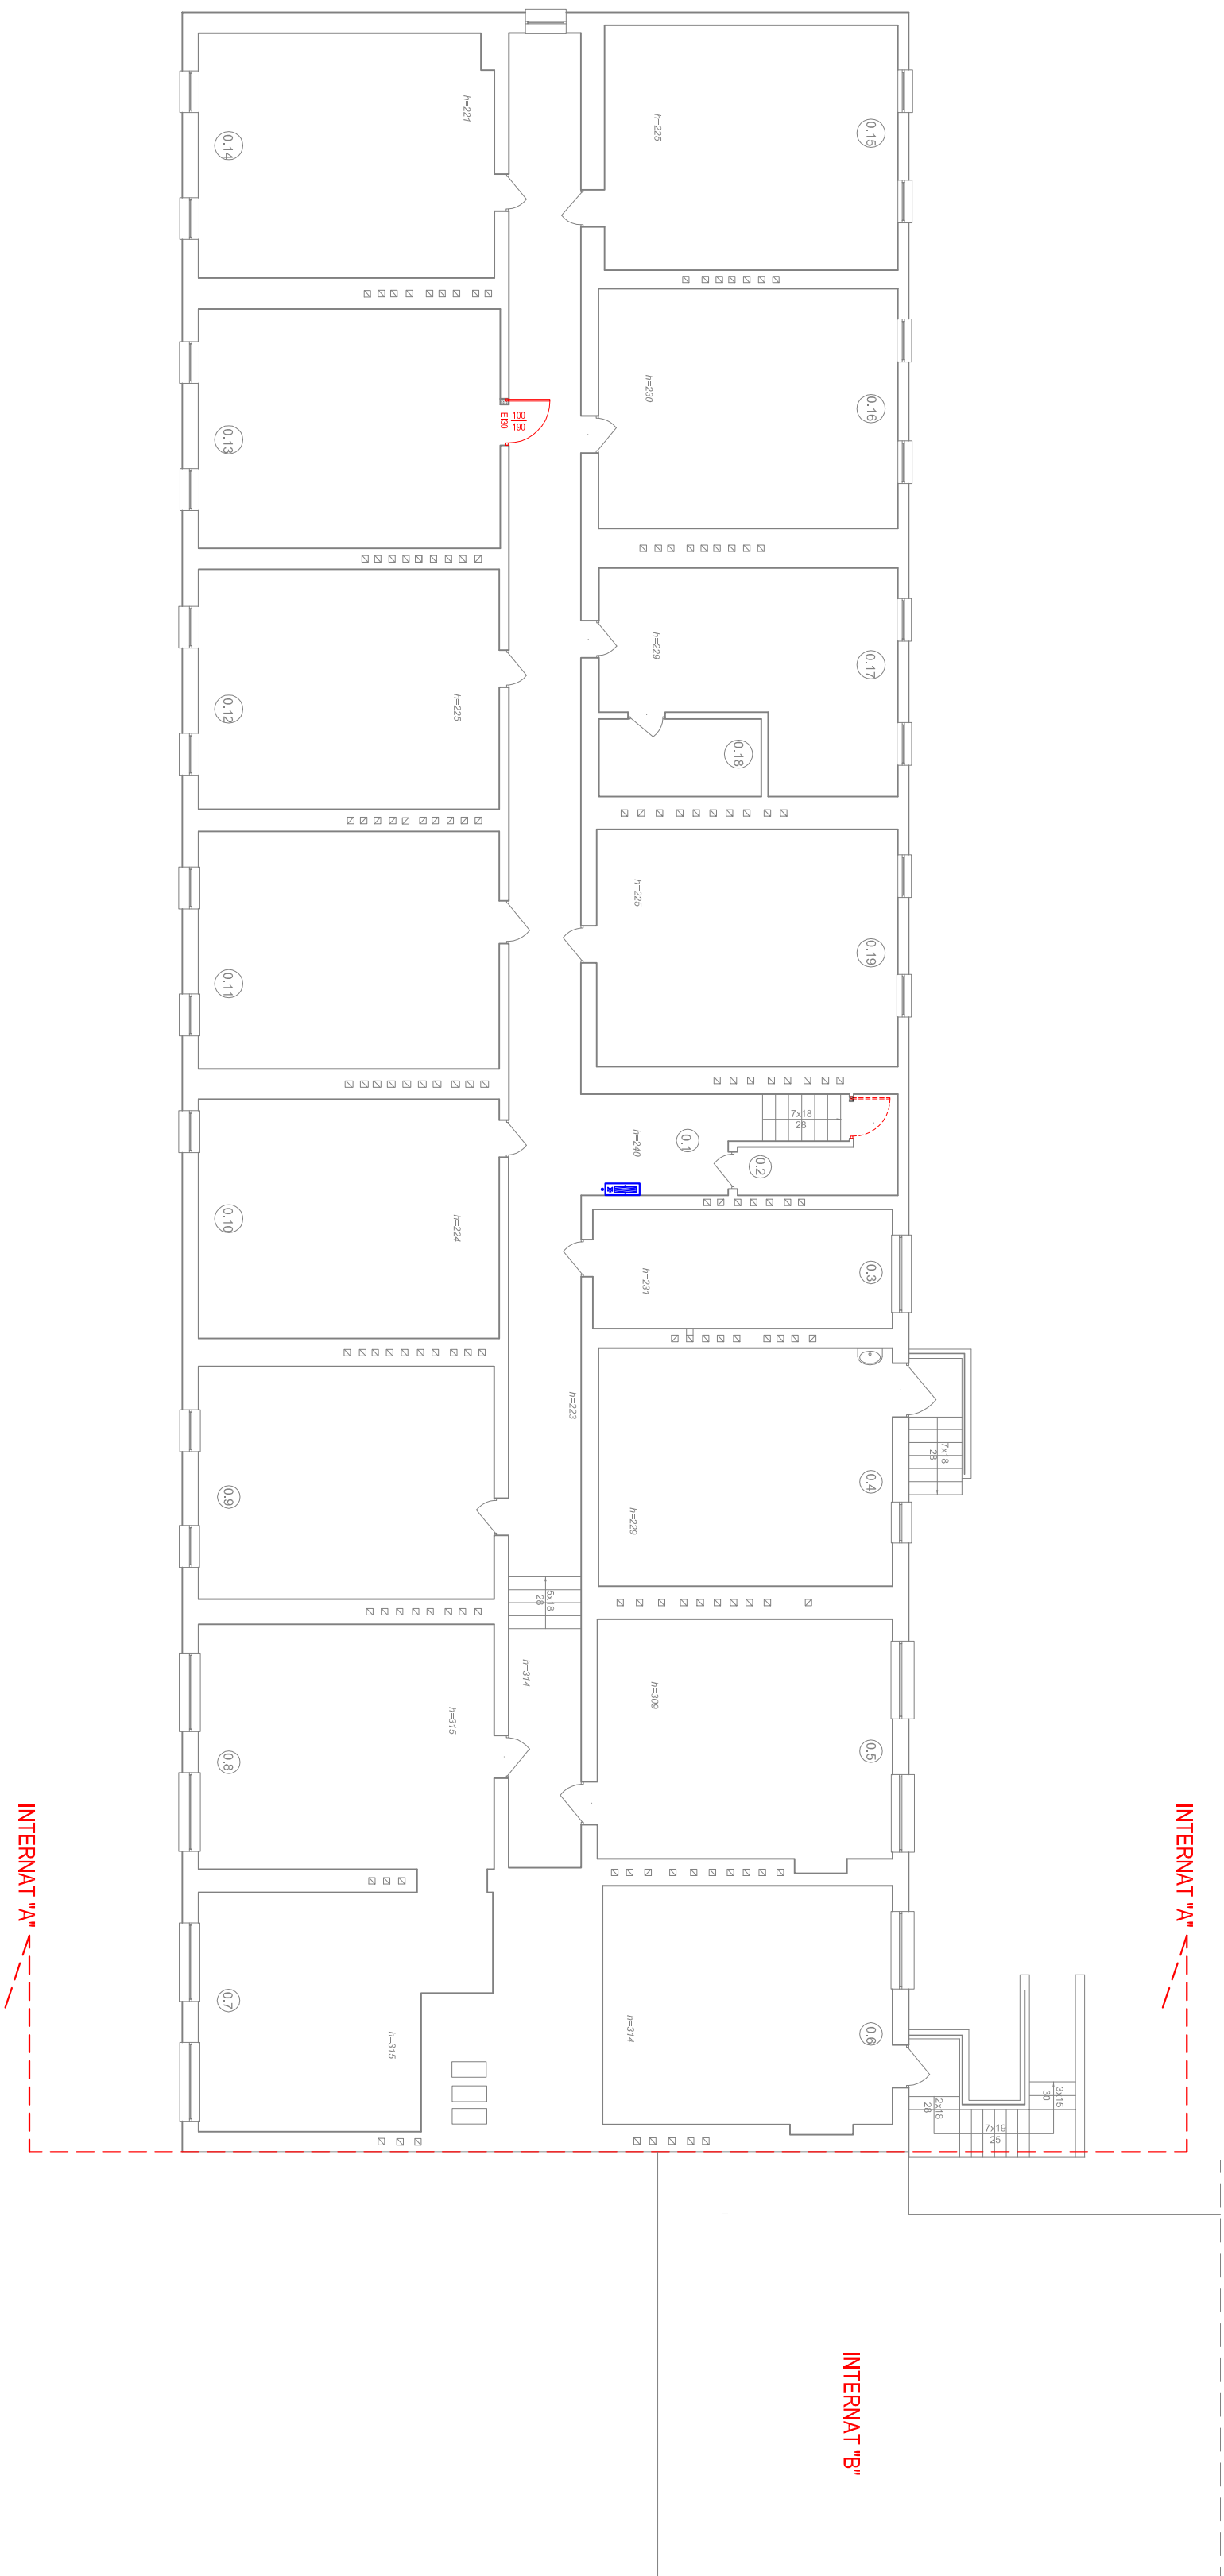 0.14
h=221
h=225
0.15
0.13
100
190
EI30
h=230
0.16
0.12
h=225
h=229
0.17
0.18
0.11
h=225
0.19
0.10
h=224
h=240
0.1
7x18
28
0.2
h=231
0.3
0.9
h=223
h=229
0.4
7x18
28
5x18
28
0.8
h=315
h=314
h=309
0.5
INTERNAT "A"
INTERNAT "A"
0.7
h=315
h=314
0.6
2x18
28
7x19
25
3x15
30
INTERNAT "B"